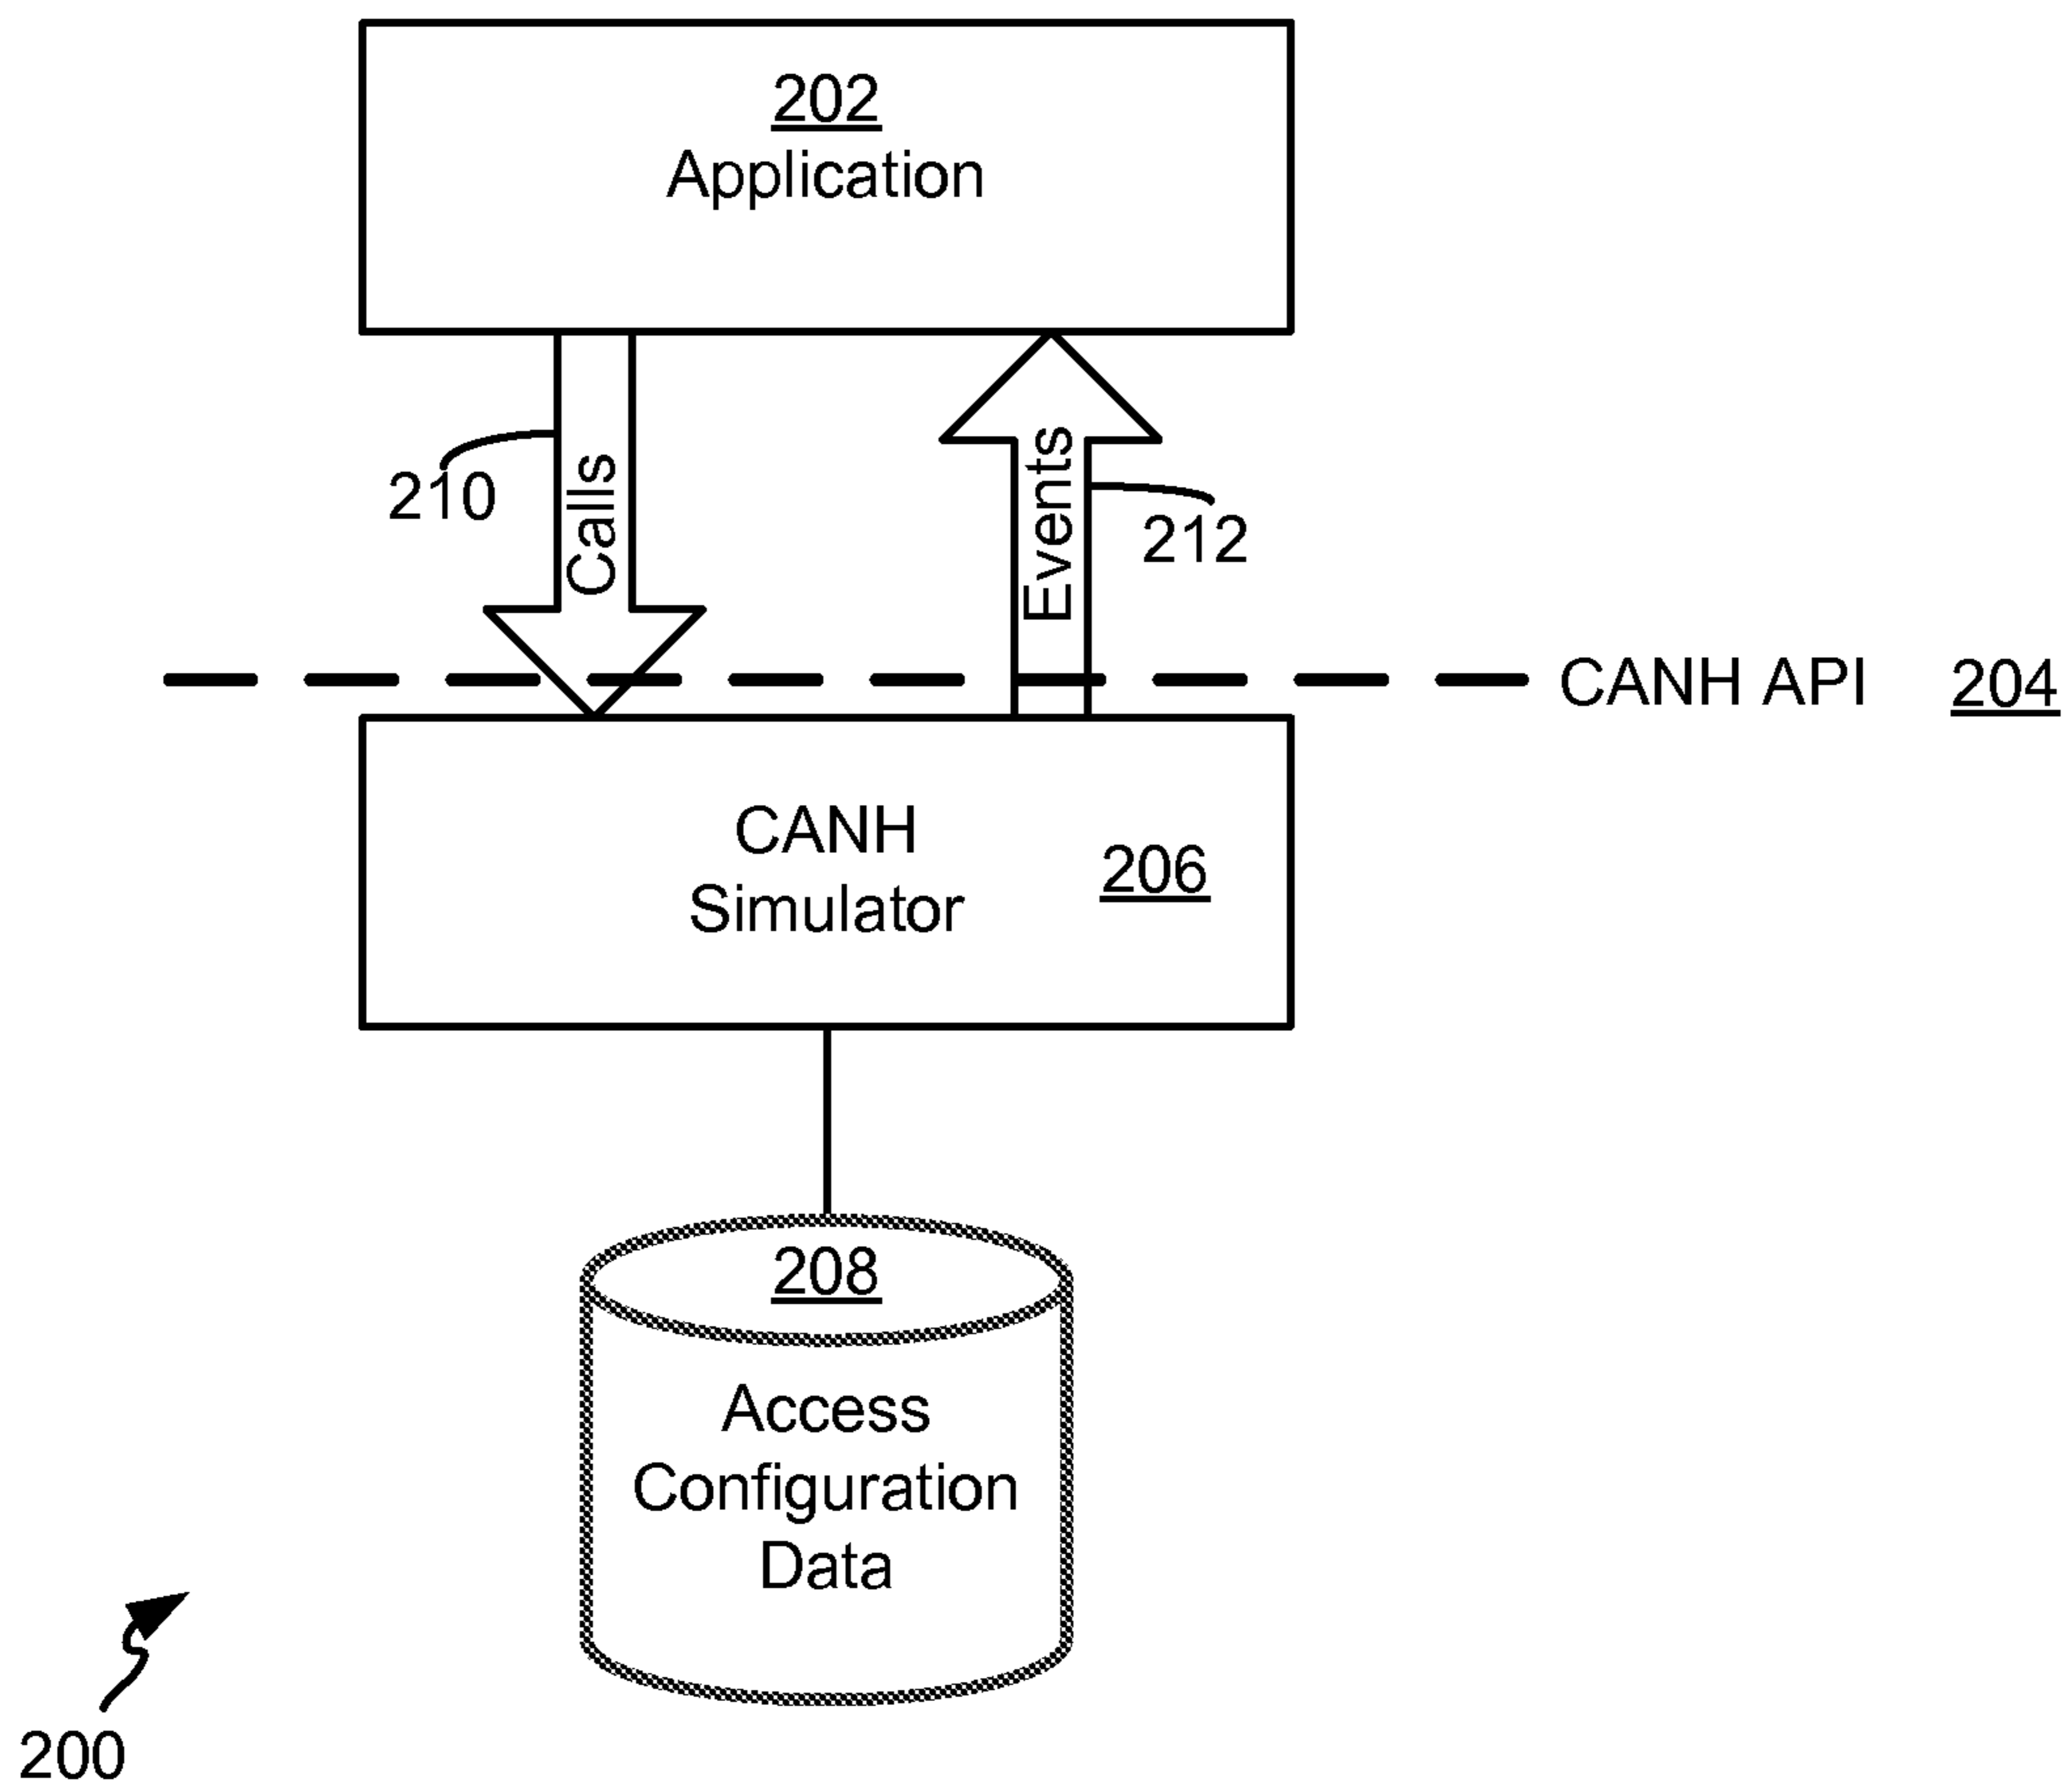 202
Application
210
Calls
Events
212
CANH API 204
CANH
Simulator
206
208
Access
Configuration
Data
200